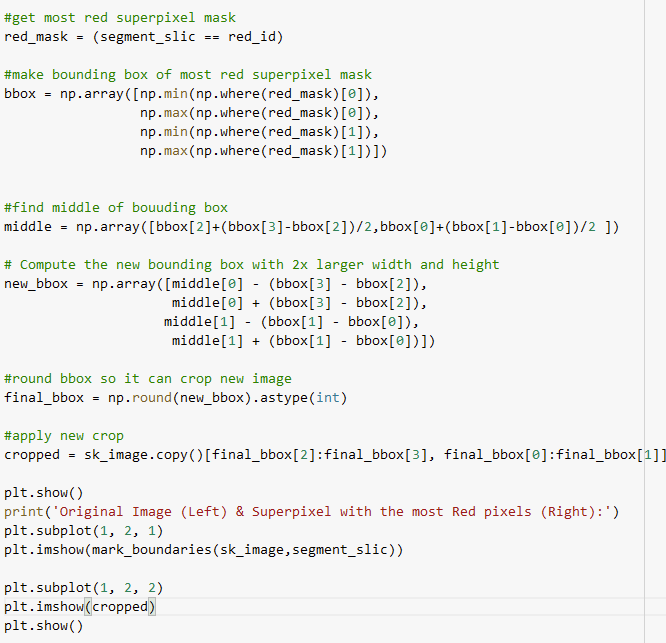 #get most red superpixel mask
red_mask = (segment_slic == red_id)
#make bounding box of most red superpixel mask
bbox = np.array([np.min(np.where(red_mask)[0]),
np.max(np.where(red_mask)[0]),
np.min(np.where(red_mask)[1]),
np.max(np.where(red_mask)[1])])
#find middle of bouuding box
middle = np.array([bbox[2]+(bbox[3]-bbox[2])/2,bbox[0]+(bbox[1]-bbox[0])/2 ])
# Compute the new bounding box with 2x larger width and height
new_bbox = np.array([middle[0] - (bbox[3] - bbox[2]),
middle[0] + (bbox[3] - bbox[2]),
middle[1] - (bbox[1] - bbox[0]),
middle[1] + (bbox[1] - bbox[0])])
#round bbox so it can crop new image
final_bbox = np.round(new_bbox).astype(int)
#apply new crop
cropped = sk_image.copy()[final_bbox[2]:final_bbox[3], final_bbox[0]:final_bbox[1]]
plt.show()
print('Original Image (Left) & Superpixel with the most Red pixels (Right):')
plt.subplot(1, 2, 1)
plt.imshow(mark_boundaries(sk_image,segment_slic))
plt.subplot(1, 2, 2)
plt.imshow(cropped)
plt.show()